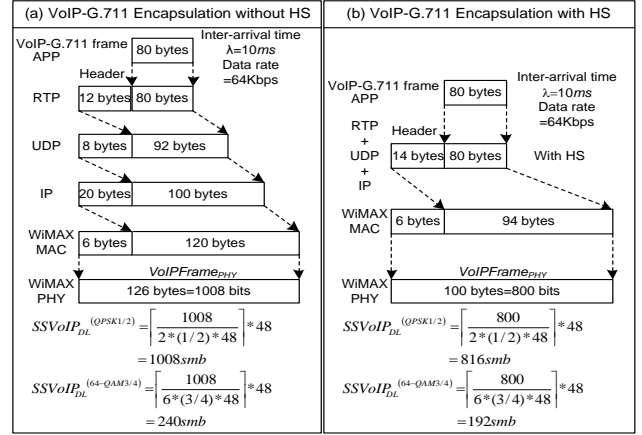 (a) VoIP-G.711 Encapsulation without HS
VoIP-G.711 frame
APP
80 bytes
Inter-arrival time
λ=10ms
Data rate
=64Kbps
Header
RTP
12 bytes 80 bytes
UDP
8 bytes 92 bytes
IP
20 bytes 100 bytes
WiMAX
MAC
6 bytes 120 bytes
VoIPFrame_PHY
WiMAX
PHY
126 bytes=1008 bits
SSVoIP_DL^(QPSK1/2) = ⌈1008 / (2*(1/2)*48)⌉*48
=1008smb
SSVoIP_DL^(64-QAM3/4) = ⌈1008 / (6*(3/4)*48)⌉*48
=240smb
(b) VoIP-G.711 Encapsulation with HS
VoIP-G.711 frame
APP
80 bytes
Inter-arrival time
λ=10ms
Data rate
=64Kbps
RTP
+
UDP
+
IP
Header
14 bytes 80 bytes
With HS
WiMAX
MAC
6 bytes 94 bytes
VoIPFrame_PHY
WiMAX
PHY
100 bytes=800 bits
SSVoIP_DL^(QPSK1/2) = ⌈800 / (2*(1/2)*48)⌉*48
=816smb
SSVoIP_DL^(64-QAM3/4) = ⌈800 / (6*(3/4)*48)⌉*48
=192smb